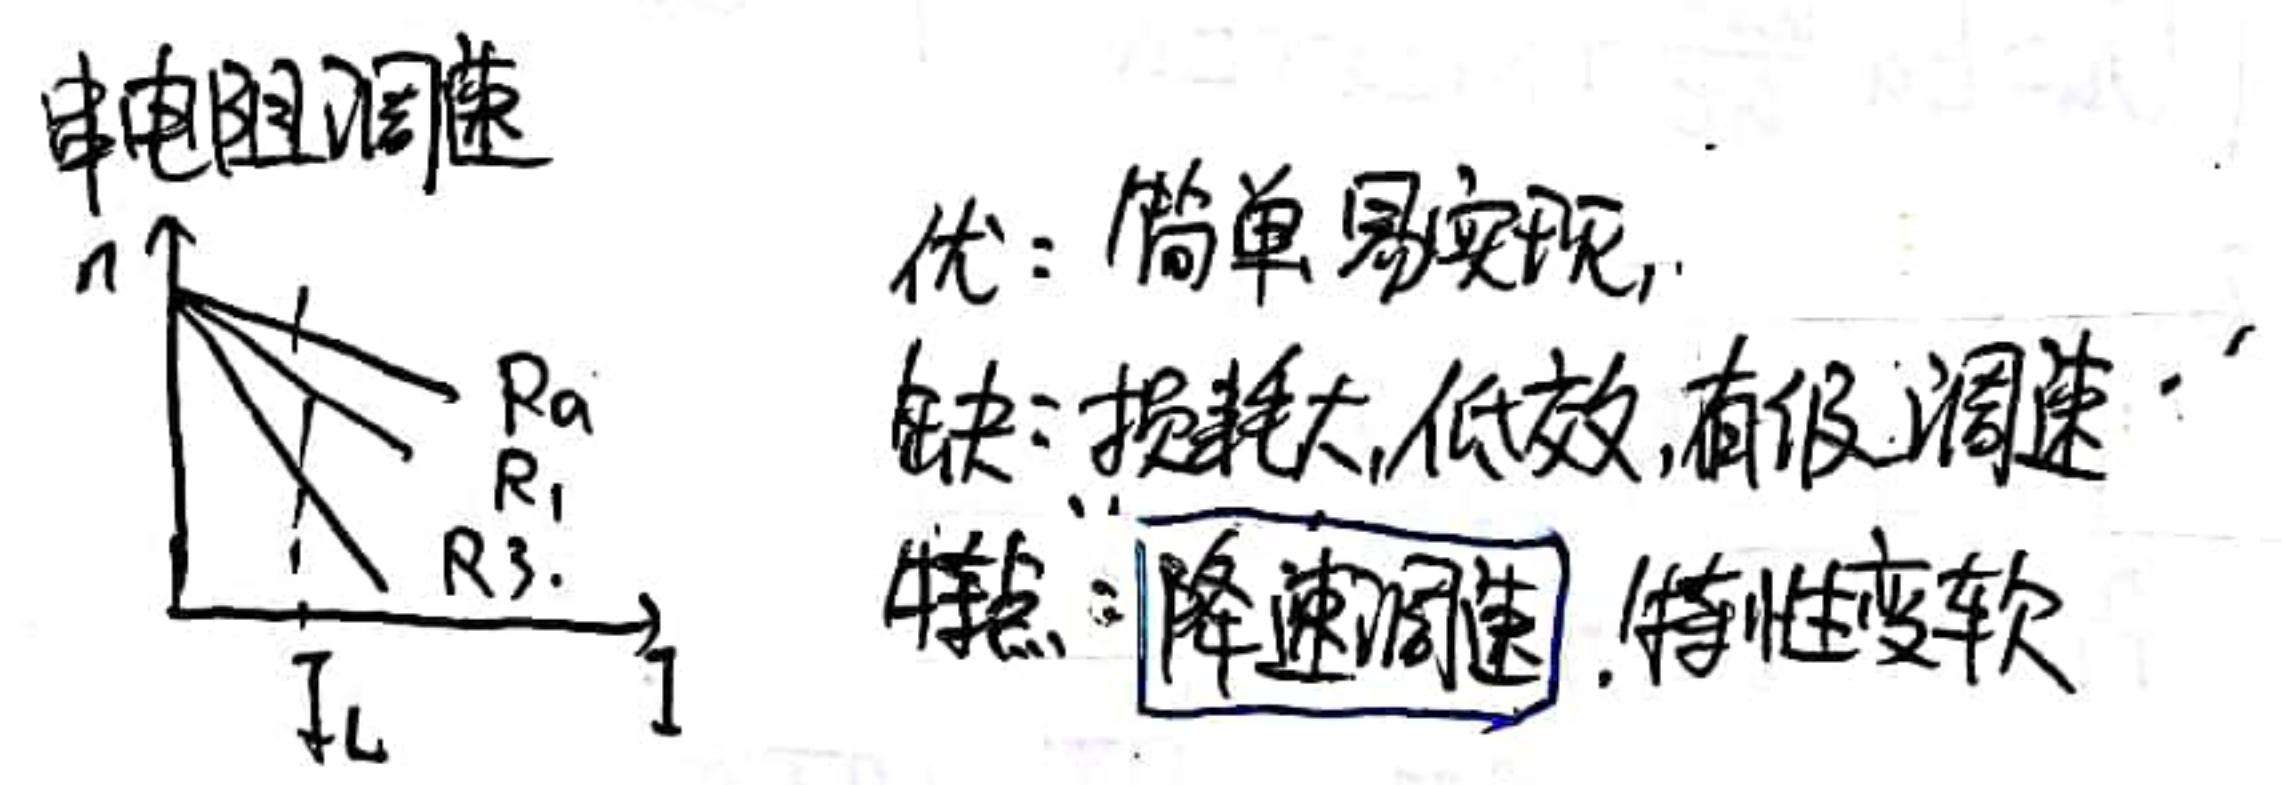 串电阻调速
n
Ra
R1
R3.
I
IL
优：简单易实现，
缺：损耗大，低效，有级调速
特点：降速调速．特性变软